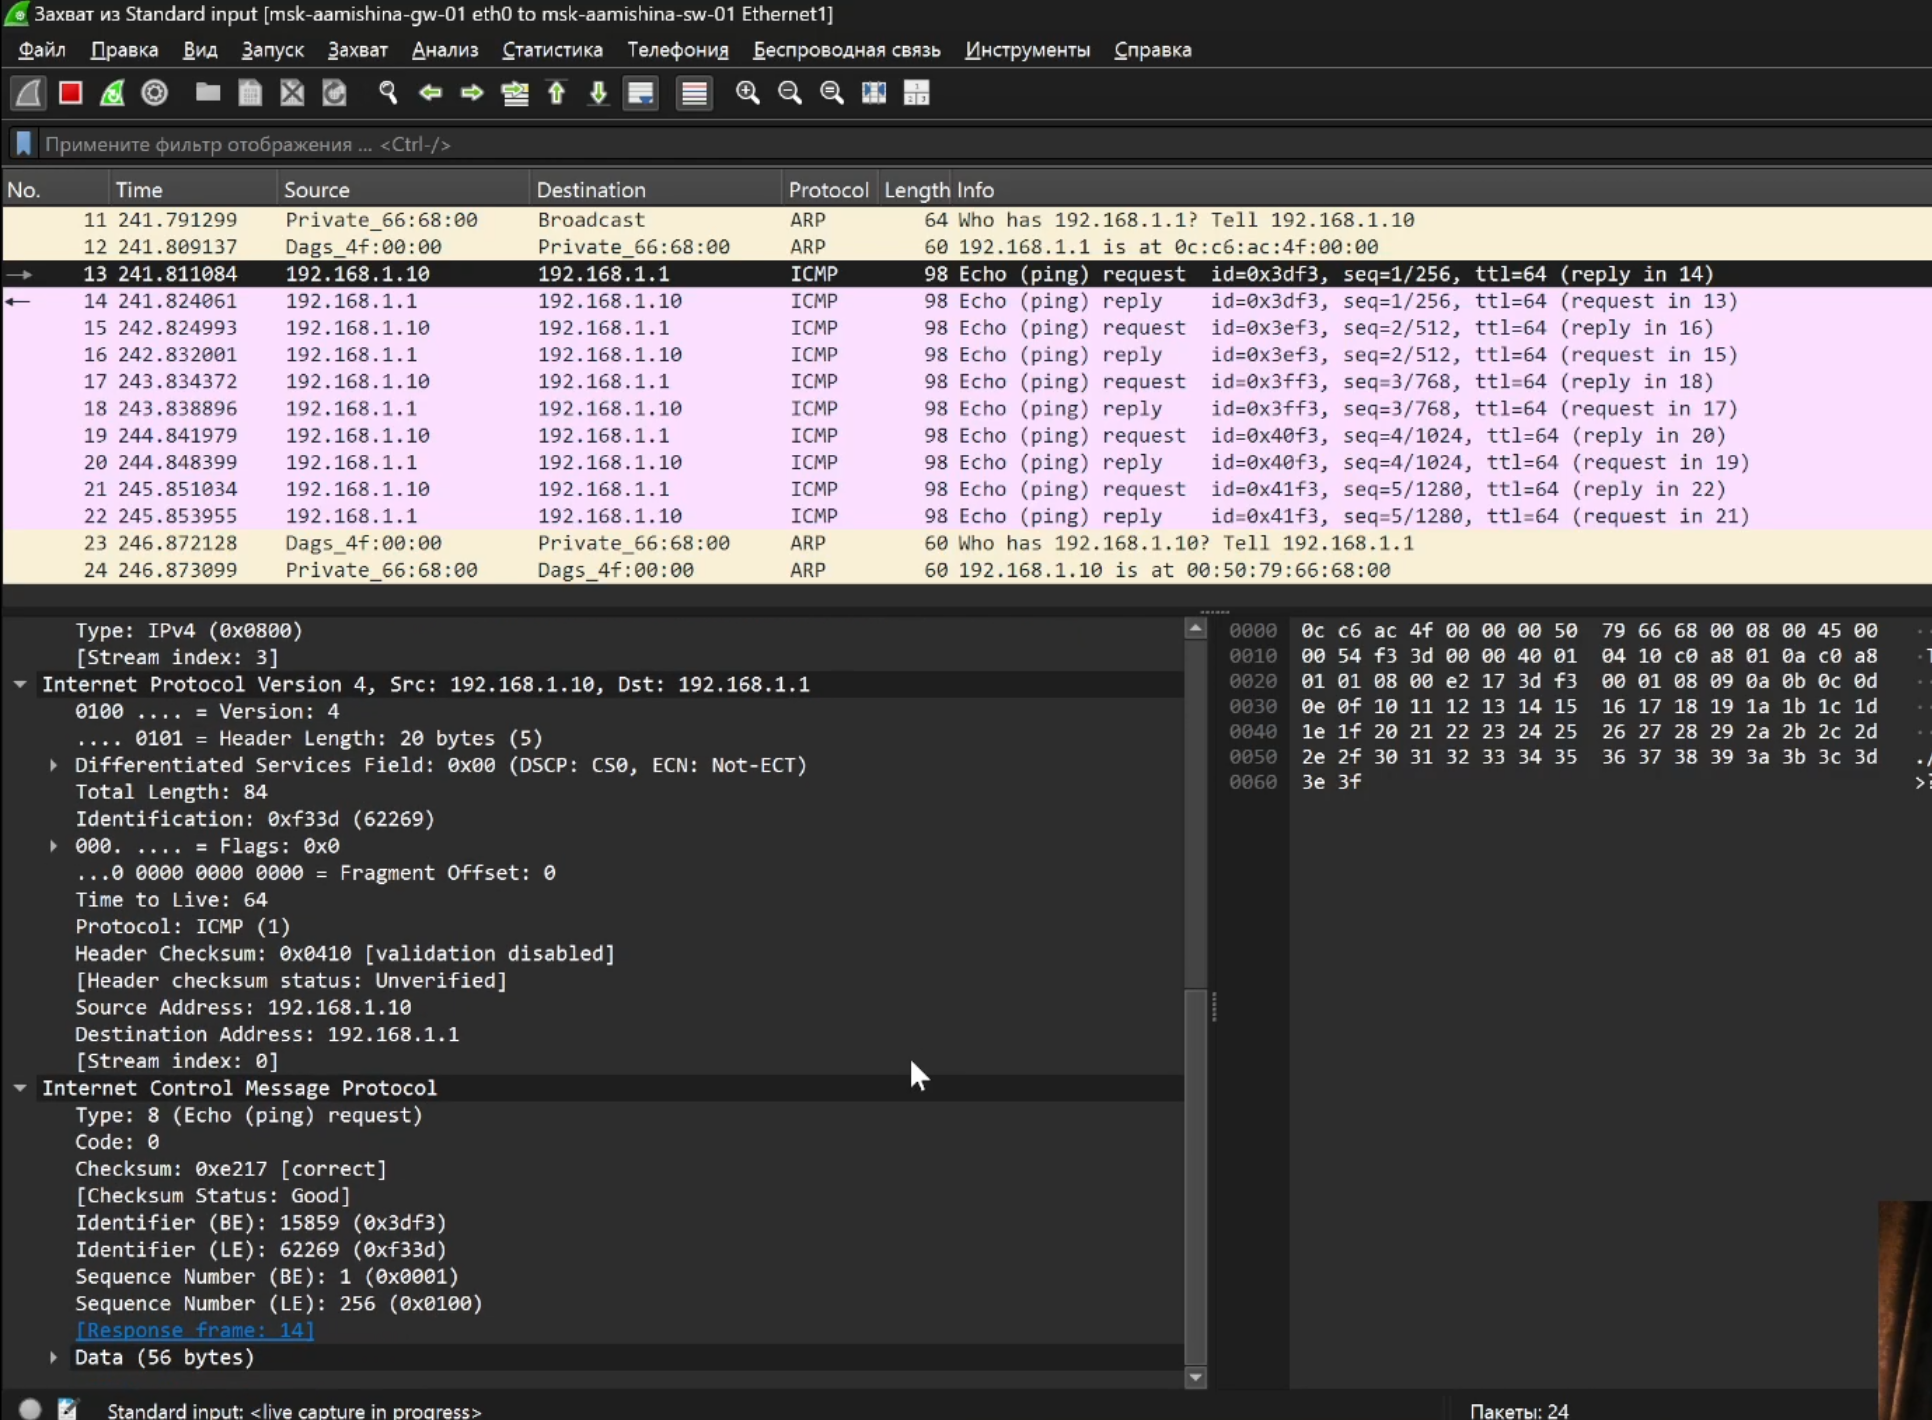 Захват из Standard input [msk-aamishina-gw-01 eth0 to msk-aamishina-sw-01 Ethernet1]
Файл Правка Вид Запуск Захват Анализ Статистика Телефония Беспроводная связь Инструменты Справка
Примените фильтр отображения ... <Ctrl-/>
No. Time Source Destination Protocol Length Info
11 241.791299 Private_66:68:00 Broadcast ARP 64 Who has 192.168.1.1? Tell 192.168.1.10
12 241.809137 Dags_4f:00:00 Private_66:68:00 ARP 60 192.168.1.1 is at 0c:c6:ac:4f:00:00
13 241.811084 192.168.1.10 192.168.1.1 ICMP 98 Echo (ping) request id=0x3df3, seq=1/256, ttl=64 (reply in 14)
14 241.824061 192.168.1.1 192.168.1.10 ICMP 98 Echo (ping) reply id=0x3df3, seq=1/256, ttl=64 (request in 13)
15 242.824993 192.168.1.10 192.168.1.1 ICMP 98 Echo (ping) request id=0x3ef3, seq=2/512, ttl=64 (reply in 16)
16 242.832001 192.168.1.1 192.168.1.10 ICMP 98 Echo (ping) reply id=0x3ef3, seq=2/512, ttl=64 (request in 15)
17 243.834372 192.168.1.10 192.168.1.1 ICMP 98 Echo (ping) request id=0x3ff3, seq=3/768, ttl=64 (reply in 18)
18 243.838896 192.168.1.1 192.168.1.10 ICMP 98 Echo (ping) reply id=0x3ff3, seq=3/768, ttl=64 (request in 17)
19 244.841979 192.168.1.10 192.168.1.1 ICMP 98 Echo (ping) request id=0x40f3, seq=4/1024, ttl=64 (reply in 20)
20 244.848399 192.168.1.1 192.168.1.10 ICMP 98 Echo (ping) reply id=0x40f3, seq=4/1024, ttl=64 (request in 19)
21 245.851034 192.168.1.10 192.168.1.1 ICMP 98 Echo (ping) request id=0x41f3, seq=5/1280, ttl=64 (reply in 22)
22 245.853955 192.168.1.1 192.168.1.10 ICMP 98 Echo (ping) reply id=0x41f3, seq=5/1280, ttl=64 (request in 21)
23 246.872128 Dags_4f:00:00 Private_66:68:00 ARP 60 Who has 192.168.1.10? Tell 192.168.1.1
24 246.873099 Private_66:68:00 Dags_4f:00:00 ARP 60 192.168.1.10 is at 00:50:79:66:68:00
Type: IPv4 (0x0800)
[Stream index: 3]
Internet Protocol Version 4, Src: 192.168.1.10, Dst: 192.168.1.1
0100 .... = Version: 4
.... 0101 = Header Length: 20 bytes (5)
Differentiated Services Field: 0x00 (DSCP: CS0, ECN: Not-ECT)
Total Length: 84
Identification: 0xf33d (62269)
000. .... = Flags: 0x0
...0 0000 0000 0000 = Fragment Offset: 0
Time to Live: 64
Protocol: ICMP (1)
Header Checksum: 0x0410 [validation disabled]
[Header checksum status: Unverified]
Source Address: 192.168.1.10
Destination Address: 192.168.1.1
[Stream index: 0]
Internet Control Message Protocol
Type: 8 (Echo (ping) request)
Code: 0
Checksum: 0xe217 [correct]
[Checksum Status: Good]
Identifier (BE): 15859 (0x3df3)
Identifier (LE): 62269 (0xf33d)
Sequence Number (BE): 1 (0x0001)
Sequence Number (LE): 256 (0x0100)
[Response frame: 14]
Data (56 bytes)
0000 0c c6 ac 4f 00 00 00 50 79 66 68 00 08 00 45 00
0010 00 54 f3 3d 00 00 40 01 04 10 c0 a8 01 0a c0 a8
0020 01 01 08 00 e2 17 3d f3 00 01 08 09 0a 0b 0c 0d
0030 0e 0f 10 11 12 13 14 15 16 17 18 19 1a 1b 1c 1d
0040 1e 1f 20 21 22 23 24 25 26 27 28 29 2a 2b 2c 2d
0050 2e 2f 30 31 32 33 34 35 36 37 38 39 3a 3b 3c 3d ./
0060 3e 3f >?
Standard input: <live capture in progress>
Пакеты: 24